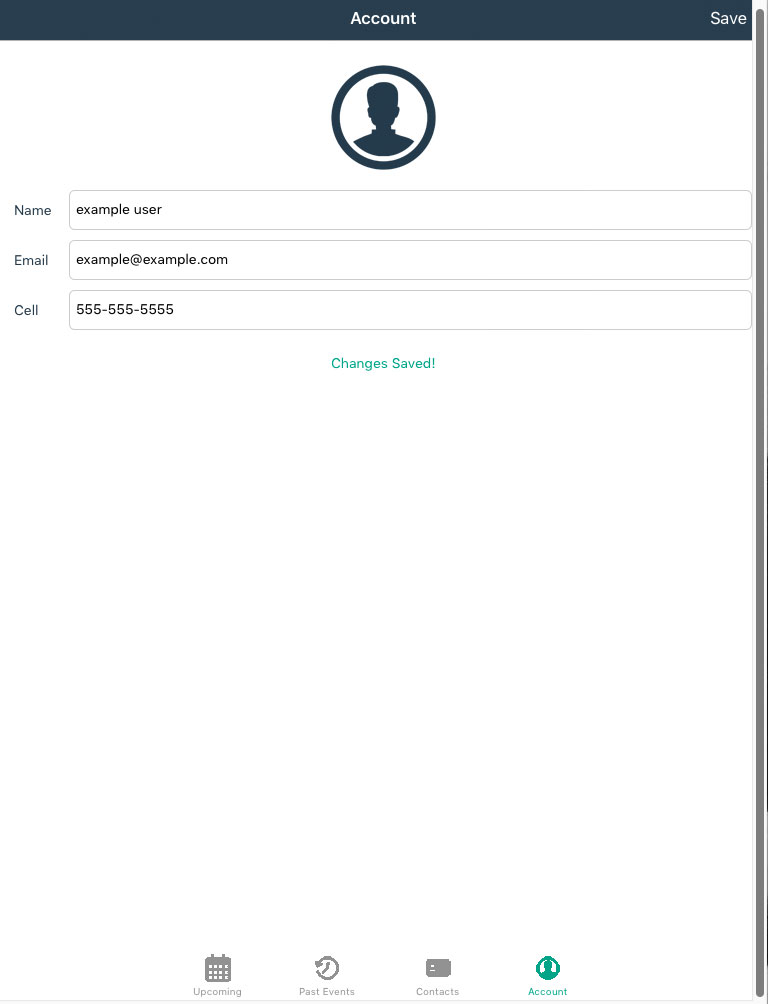 Account Save
Name example user
Email example@example.com
Cell 555-555-5555
Changes Saved!
Upcoming Past Events Contacts Account